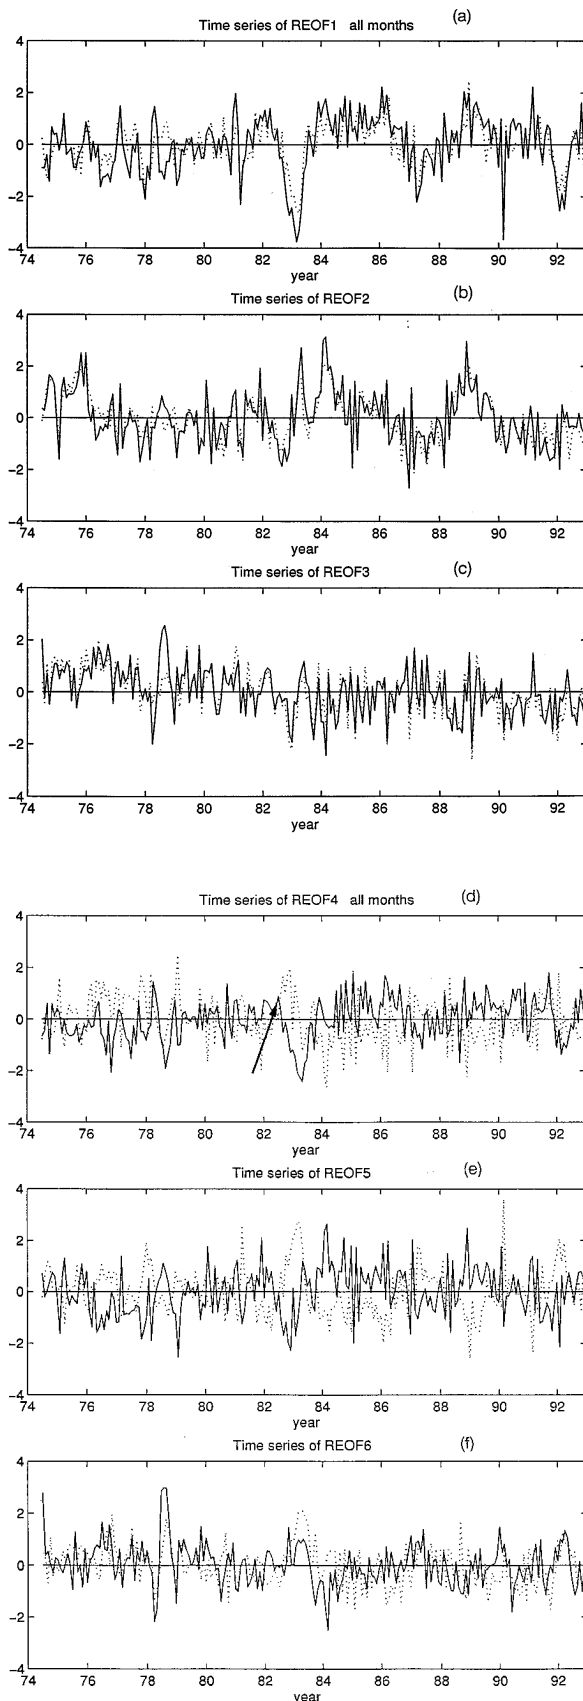 Time series of REOF1 all months (a)
4
2
0
−2
−4
74 76 78 80 82 84 86 88 90 92
year
Time series of REOF2 (b)
4
2
0
−2
−4
74 76 78 80 82 84 86 88 90 92
year
Time series of REOF3 (c)
4
2
0
−2
−4
74 76 78 80 82 84 86 88 90 92
year
Time series of REOF4 all months (d)
4
2
0
−2
−4
74 76 78 80 82 84 86 88 90 92
year
Time series of REOF5 (e)
4
2
0
−2
−4
74 76 78 80 82 84 86 88 90 92
year
Time series of REOF6 (f)
4
2
0
−2
−4
74 76 78 80 82 84 86 88 90 92
year